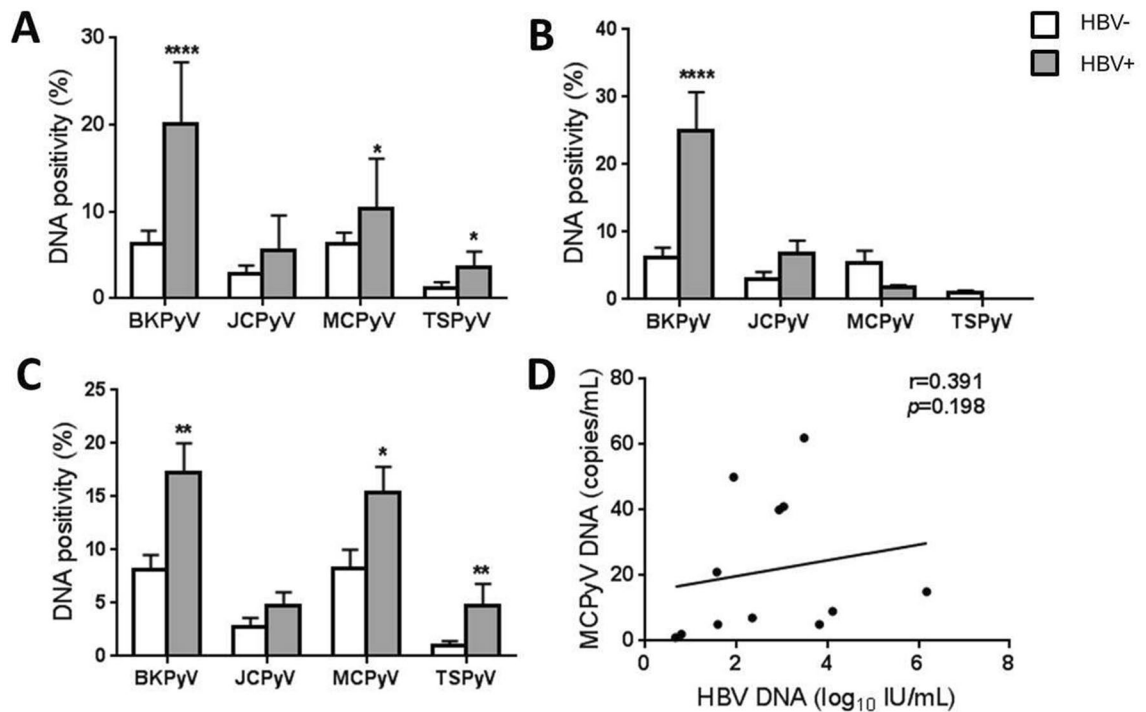 A
DNA positivity (%)
30
20
10
0
****
*
*
BKPyV JCPyV MCPyV TSPyV
B
DNA positivity (%)
40
30
20
10
0
****
BKPyV JCPyV MCPyV TSPyV
HBV-
HBV+
C
DNA positivity (%)
25
20
15
10
5
0
**
*
**
BKPyV JCPyV MCPyV TSPyV
D
MCPyV DNA (copies/mL)
80
60
40
20
0
r=0.391
p=0.198
0 2 4 6 8
HBV DNA (log10 IU/mL)